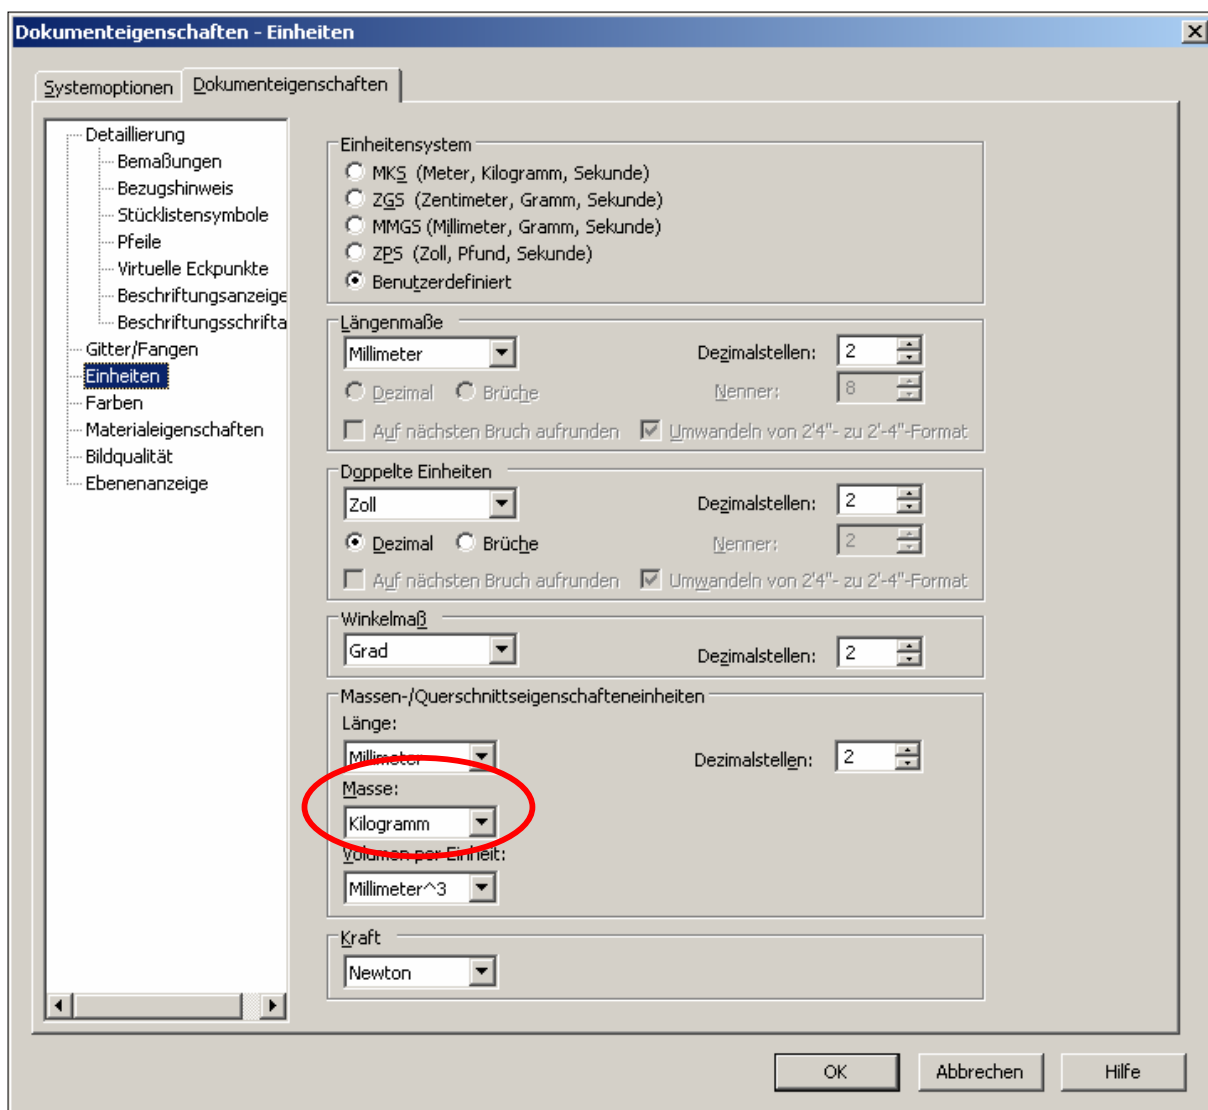 Dokumenteigenschaften - Einheiten
Systemoptionen Dokumenteigenschaften
Detaillierung
Bemaßungen
Bezugshinweis
Stücklistensymbole
Pfeile
Virtuelle Eckpunkte
Beschriftungsanzeige
Beschriftungsschrifta
Gitter/Fangen
Einheiten
Farben
Materialeigenschaften
Bildqualität
Ebenenanzeige
Einheitensystem
MKS (Meter, Kilogramm, Sekunde)
ZGS (Zentimeter, Gramm, Sekunde)
MMGS (Millimeter, Gramm, Sekunde)
ZPS (Zoll, Pfund, Sekunde)
Benutzerdefiniert
Längenmaße
Millimeter Dezimalstellen: 2
Dezimal Brüche Nenner: 8
Auf nächsten Bruch aufrunden Umwandeln von 2'4"- zu 2'-4"-Format
Doppelte Einheiten
Zoll Dezimalstellen: 2
Dezimal Brüche Nenner: 2
Auf nächsten Bruch aufrunden Umwandeln von 2'4"- zu 2'-4"-Format
Winkelmaß
Grad Dezimalstellen: 2
Massen-/Querschnittseigenschafteneinheiten
Länge:
Millimeter Dezimalstellen: 2
Masse:
Kilogramm
Volumen per Einheit:
Millimeter^3
Kraft
Newton
OK Abbrechen Hilfe